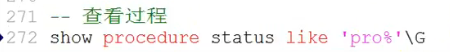 271 -- 查看过程
272 show procedure status like 'pro%'\G